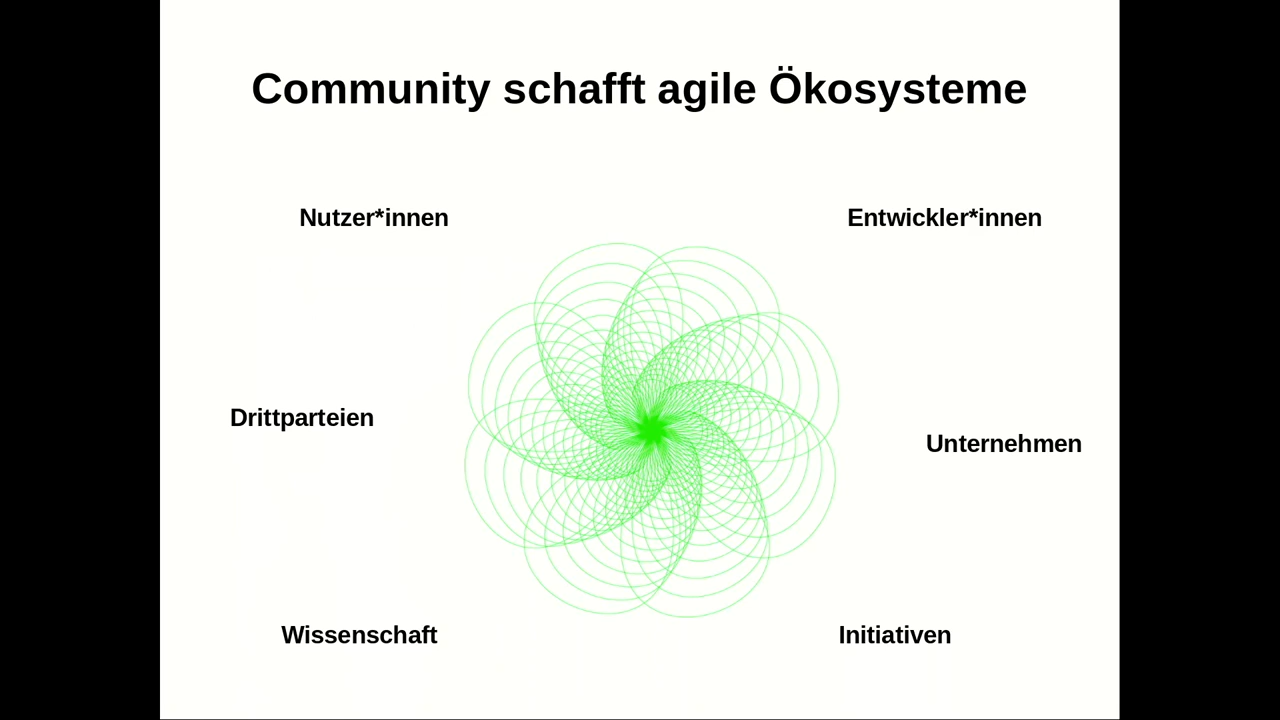 Community schafft agile Ökosysteme
Nutzer*innen
Entwickler*innen
Drittparteien
Unternehmen
Wissenschaft
Initiativen